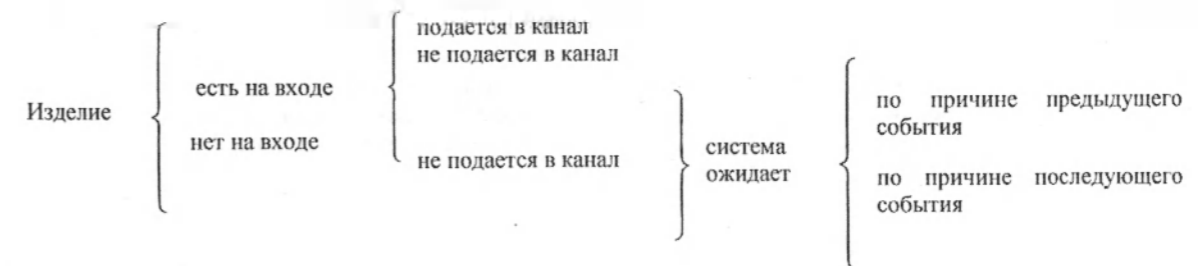 Изделие
есть на входе
нет на входе
подается в канал
не подается в канал
не подается в канал
система
ожидает
по причине предыдущего
события
по причине последующего
события